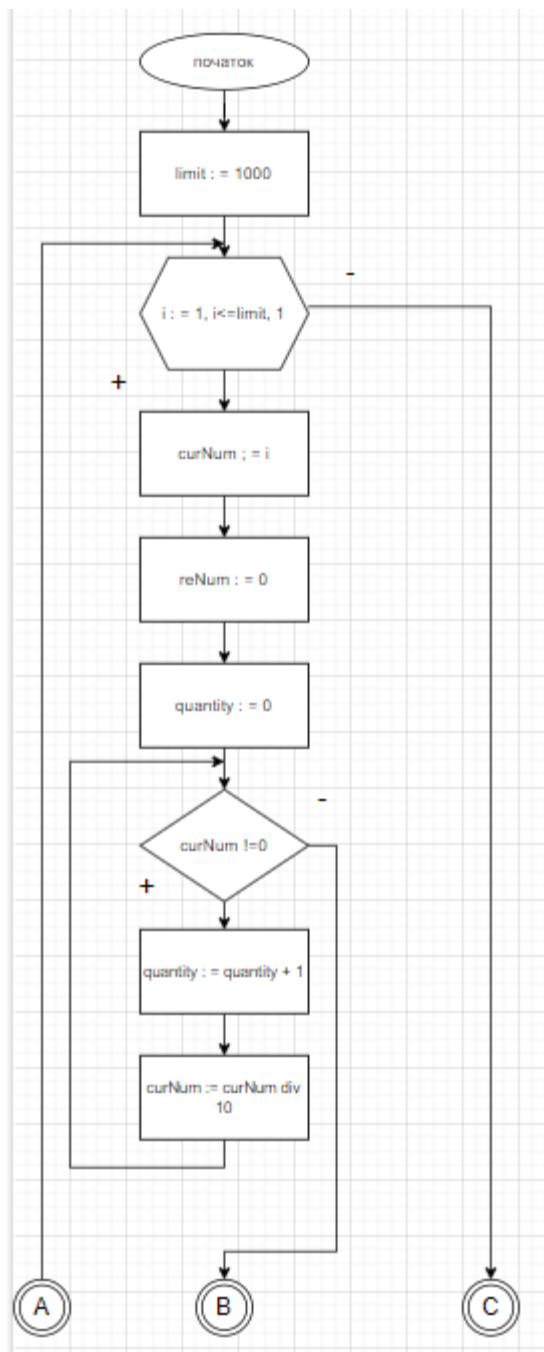 початок
limit : = 1000
-
i : = 1, i<=limit, 1
+
curNum ; = i
reNum : = 0
quantity : = 0
-
curNum !=0
+
quantity : = quantity + 1
curNum := curNum div
10
A
B
C